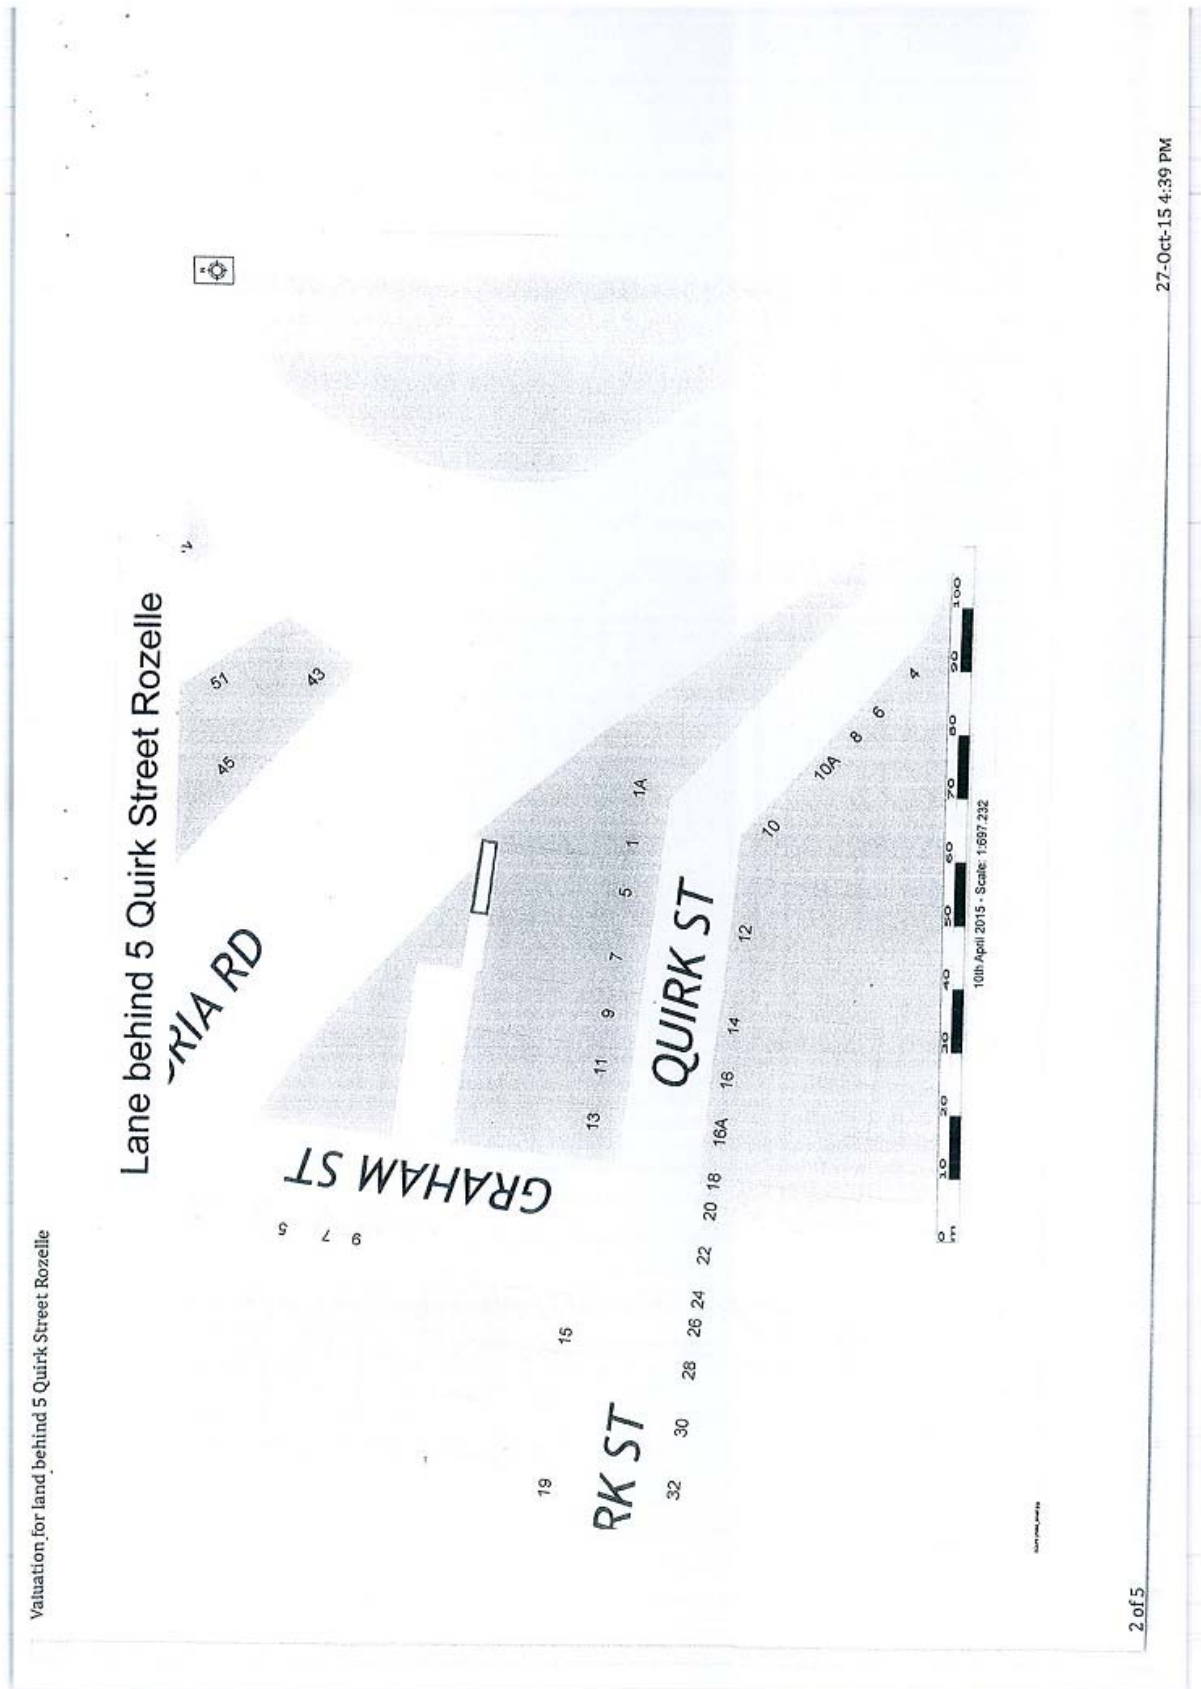 Valuation for land behind 5 Quirk Street Rozelle
Lane behind 5 Quirk Street Rozelle
N
51
45
43
RIA RD
GRAHAM ST
5
7
9
1A
1
5
7
9
11
13
15
19
QUIRK ST
RK ST
4
6
8
10A
10
12
14
16
16A
18
20
22
24
26
28
30
32
0 10 20 30 40 50 60 70 80 90 100
10th April 2015 - Scale: 1:697.232
2 of 5
27-Oct-15 4:39 PM